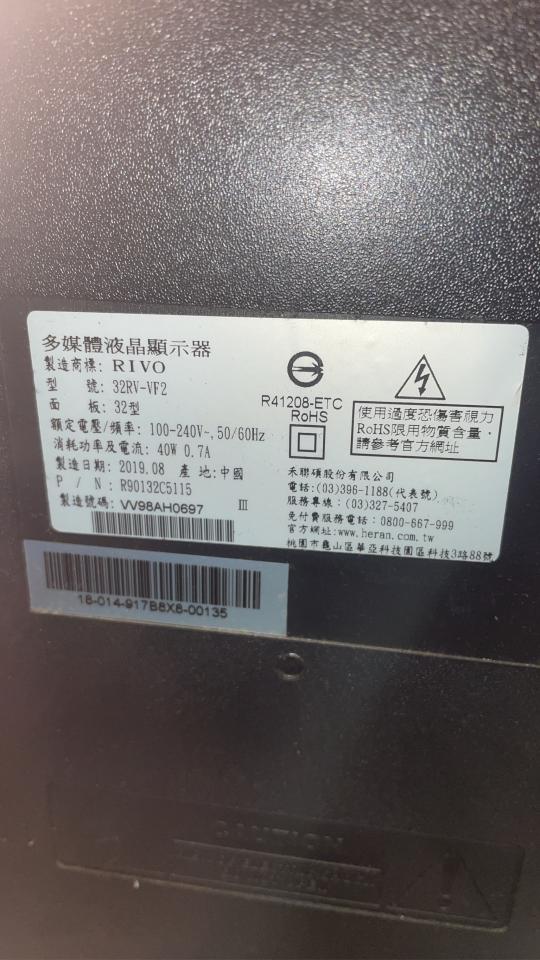 多媒體液晶顯示器
製造商標: RIVO
型 號: 32RV-VF2
面 板: 32型
額定電壓/頻率: 100-240V~,50/60Hz
消耗功率及電流: 40W 0.7A
製造日期: 2019.08 產 地:中國
P / N: R90132C5115
製造號碼: VV98AH0697 III
R41208-ETC
RoHS
使用過度恐傷害視力
RoHS限用物質含量，
請參考官方網址
禾聯碩股份有限公司
電話:(03)396-1188(代表號)
服務專線：(03)327-5407
免付費服務電話：0800-667-999
官方網址:www.heran.com.tw
桃園市龜山區華亞科技園區科技3路88號
18-014-917B8X8-00135
CAUTION